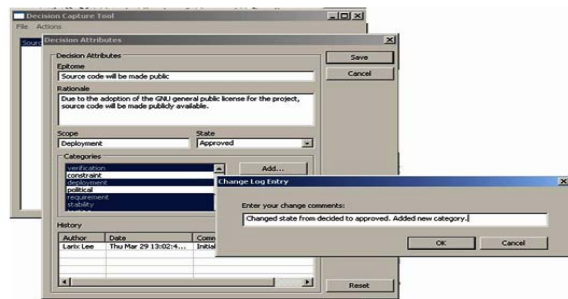 Decision Capture Tool
File Actions
Decision Attributes
Decision Attributes
Epitome
Source code will be made public
Save
Cancel
Rationale
Due to the adoption of the GNU general public license for the project,
source code will be made publicly available.
Scope
State
Deployment
Approved
Categories
verification
constraint
deployment
political
requirement
stability
Add...
Change Log Entry
Enter your change comments:
Changed state from decided to approved. Added new category.
OK
Cancel
History
Author
Date
Larix Lee
Thu Mar 29 13:02:4...
Initial
Reset